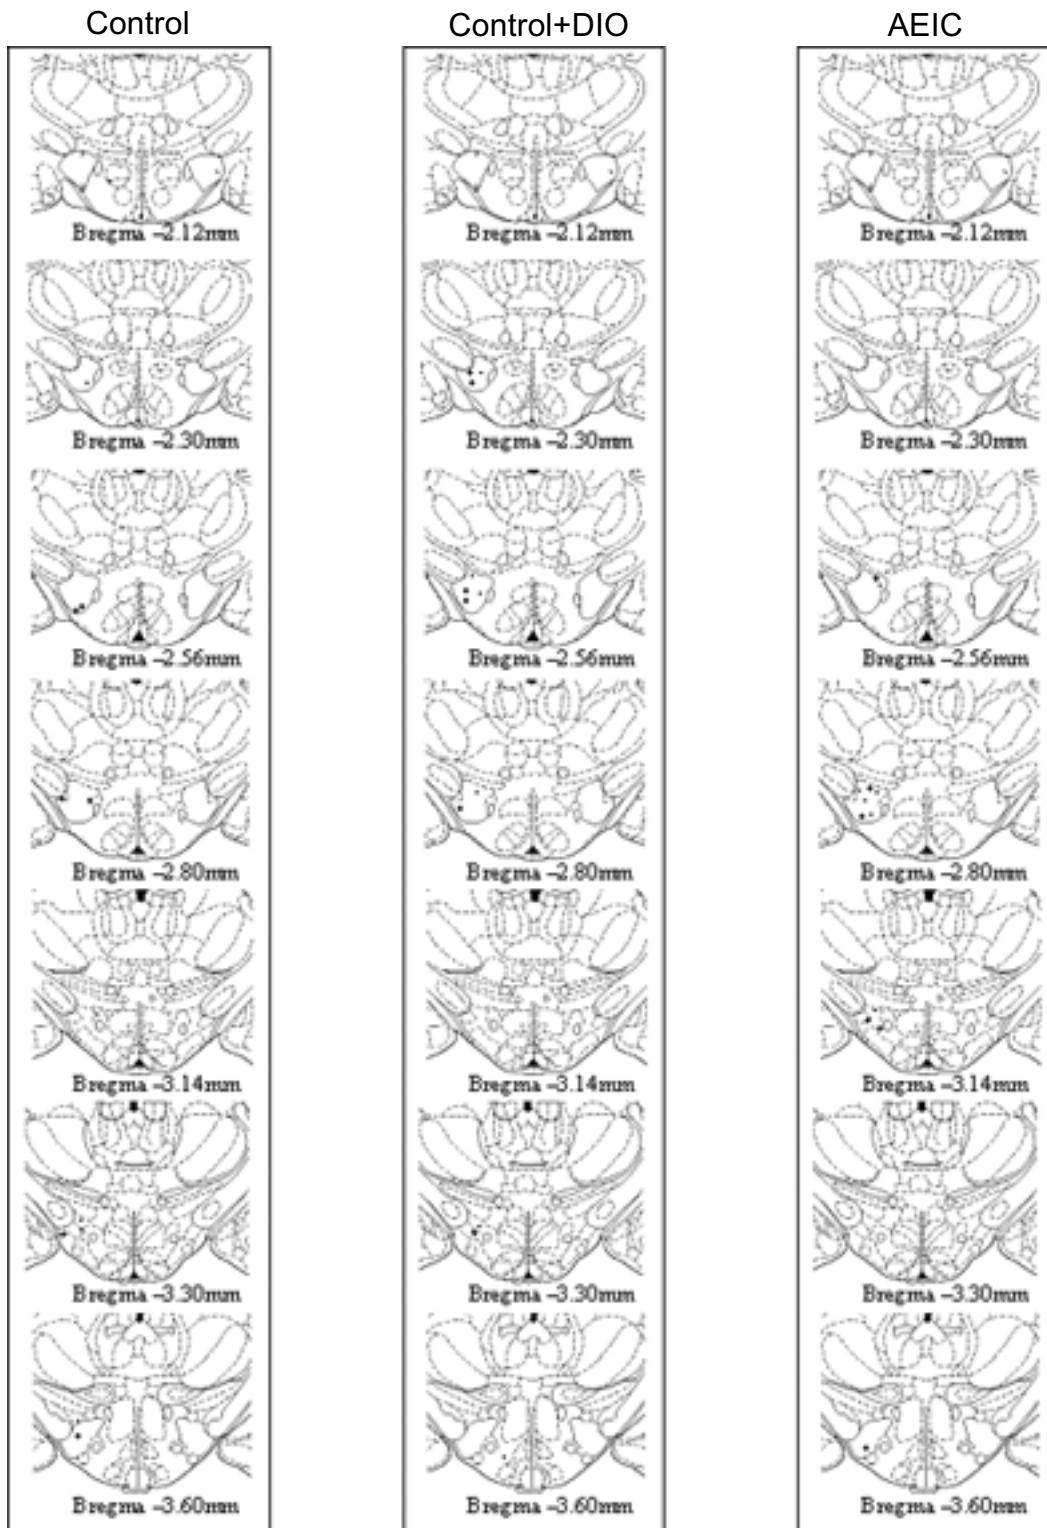 Control Control+DIO AEIC
Bregma -2.12mm Bregma -2.12mm Bregma -2.12mm
Bregma -2.30mm Bregma -2.30mm Bregma -2.30mm
Bregma -2.56mm Bregma -2.56mm Bregma -2.56mm
Bregma -2.80mm Bregma -2.80mm Bregma -2.80mm
Bregma -3.14mm Bregma -3.14mm Bregma -3.14mm
Bregma -3.30mm Bregma -3.30mm Bregma -3.30mm
Bregma -3.60mm Bregma -3.60mm Bregma -3.60mm